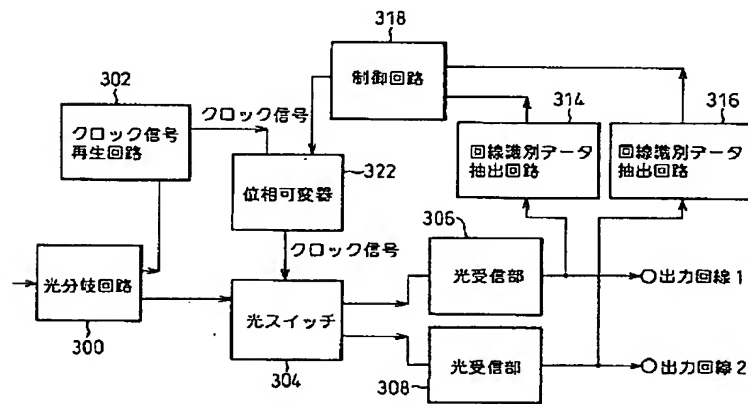 318
制御回路
302
クロック信号
再生回路
クロック信号
314
回線識別データ
抽出回路
316
回線識別データ
抽出回路
位相可変器
322
クロック信号
306
光受信部
出力回線1
光分岐回路
300
光スイッチ
304
光受信部
308
出力回線2